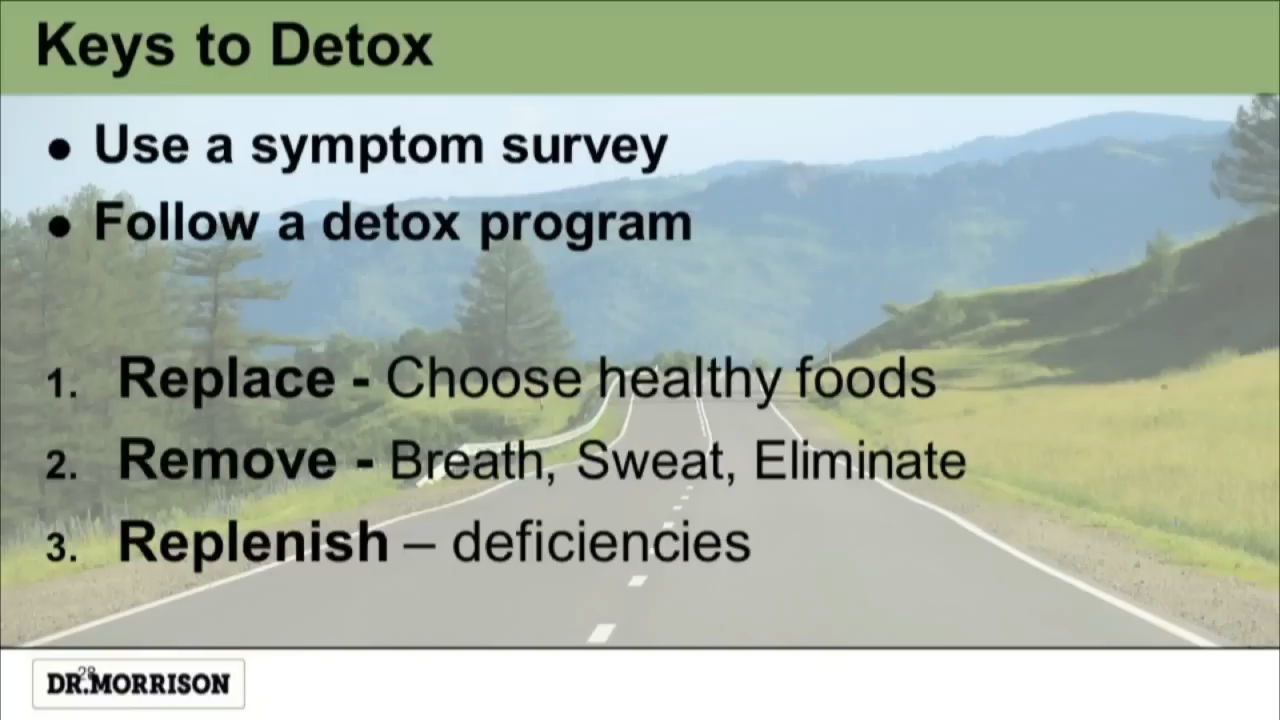 Keys to Detox
● Use a symptom survey
● Follow a detox program
1. Replace - Choose healthy foods
2. Remove - Breath, Sweat, Eliminate
3. Replenish – deficiencies
28
DR.MORRISON